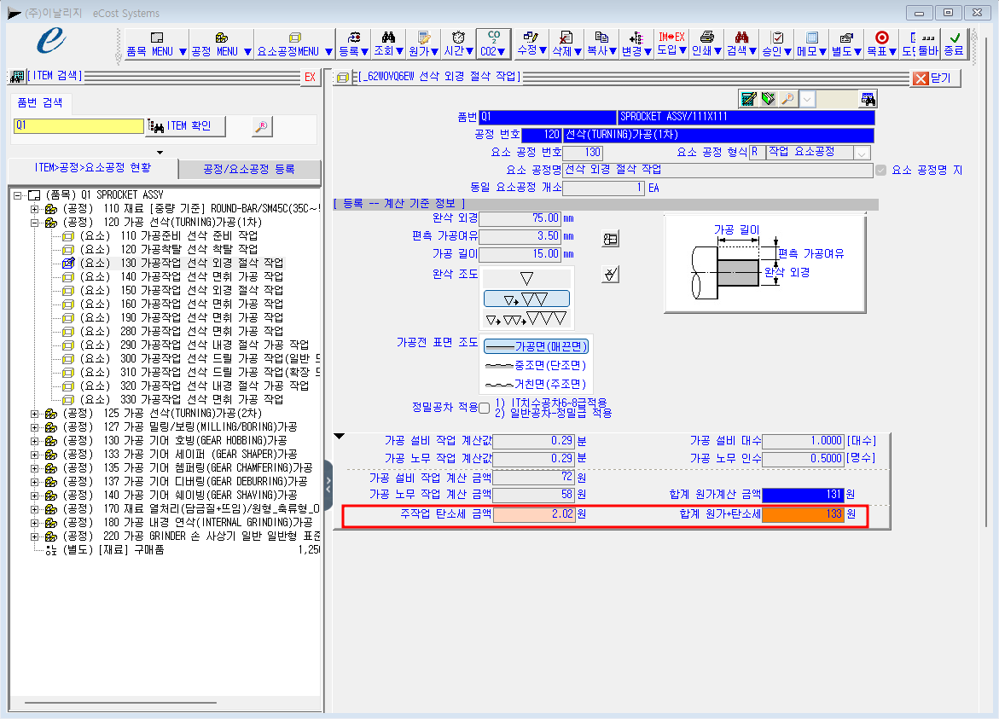 (주)이날리지 eCost Systems
e
품목 MENU ▼ 공정 MENU ▼ 요소공정MENU ▼ 등록▼ 조회▼ 원가▼ 시간▼ CO2 CO2▼ 수정▼ 삭제▼ 복사▼ 변경▼ IM↔EX 도입▼ 인쇄▼ 검색▼ 승인▼ 메모▼ 별도▼ 목표▼ 툴바 종료
[ITEM 검색] EX
품번 검색
Q1 ITEM 확인
ITEM>공정>요소공정 현황 공정/요소공정 등록
(품목) Q1 SPROCKET ASSY
(공정) 110 재료 [중량 기준] ROUND-BAR/SM45C(35C~
(공정) 120 가공 선삭(TURNING)가공(1차)
(요소) 110 가공준비 선삭 준비 작업
(요소) 120 가공착탈 선삭 착탈 작업
(요소) 130 가공작업 선삭 외경 절삭 작업
(요소) 140 가공작업 선삭 면취 가공 작업
(요소) 150 가공작업 선삭 외경 절삭 작업
(요소) 160 가공작업 선삭 면취 가공 작업
(요소) 190 가공작업 선삭 면취 가공 작업
(요소) 280 가공작업 선삭 면취 가공 작업
(요소) 290 가공작업 선삭 내경 절삭 가공 작업
(요소) 300 가공작업 선삭 드릴 가공 작업(일반
(요소) 310 가공작업 선삭 드릴 가공 작업(확장
(요소) 320 가공작업 선삭 내경 절삭 가공 작업
(요소) 330 가공작업 선삭 면취 가공 작업
(공정) 125 가공 선삭(TURNING)가공(2차)
(공정) 127 가공 밀링/보링(MILLING/BORING)가공
(공정) 130 가공 기어 호빙(GEAR HOBBING)가공
(공정) 133 가공 기어 세이퍼 (GEAR SHAPER)가공
(공정) 135 가공 기어 쳄퍼링(GEAR CHAMFERING)가공
(공정) 137 가공 기어 디버링(GEAR DEBURRING)가공
(공정) 140 가공 기어 쉐이빙(GEAR SHAVING)가공
(공정) 170 재료 열처리(담금질+뜨임)/원형_축류형_0
(공정) 180 가공 내경 연삭(INTERNAL GRINDING)가공
(공정) 220 가공 GRINDER 손 사상기 일반 일반형 표준
(별도) [재료] 구매품 1,250
[_62WOVQ6EW 선삭 외경 절삭 작업] 닫기
품번 Q1 SPROCKET ASSY/111X111
공정 번호 120 선삭(TURNING)가공(1차)
요소 공정 번호 130 요소 공정 형식 R 작업 요소공정
요소 공정명 선삭 외경 절삭 작업 요소 공정명 지
동일 요소공정 개소 1 EA
[ 등록 -- 계산 기준 정보 ]
완삭 외경 75.00 mm
편측 가공여유 3.50 mm
가공 길이 15.00 mm
완삭 조도
가공 길이
편측 가공여유
완삭 외경
가공전 표면 조도 가공면(매끈면)
중조면(단조면)
거친면(주조면)
정밀공차 적용 1) IT치수공차6~8급적용
2) 일반공차-정밀급 적용
가공 설비 작업 계산값 0.29 분 가공 설비 대수 1.0000 [대수]
가공 노무 작업 계산값 0.29 분 가공 노무 인수 0.5000 [명수]
가공 설비 작업 계산 금액 72 원
가공 노무 작업 계산 금액 58 원 합계 원가계산 금액 131 원
주작업 탄소세 금액 2.02 원 합계 원가+탄소세 133 원